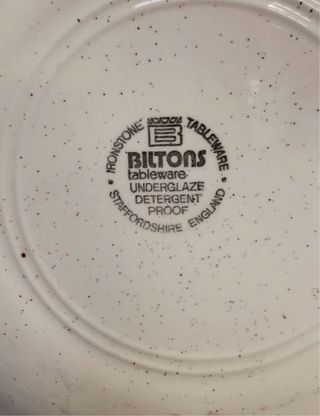 IRONSTONE TABLEWARE
B
BILTONS
tableware
UNDERGLAZE
DETERGENT
PROOF
STAFFORDSHIRE ENGLAND